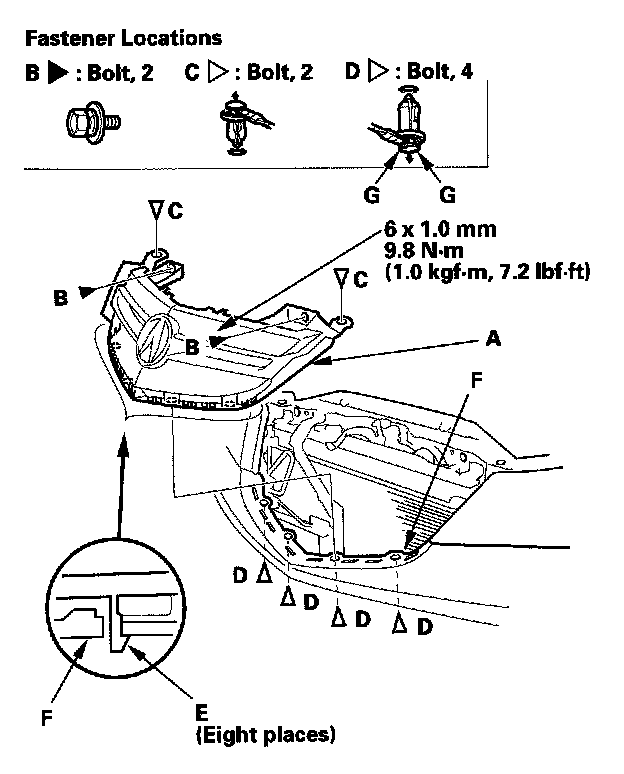 Fastener Locations
B ▶ : Bolt, 2 C ▷ : Bolt, 2 D ▷ : Bolt, 4
G G
C
6 x 1.0 mm
9.8 N·m
(1.0 kgf·m, 7.2 lbf·ft)
C
B
B
A
F
D
D
D
D
F
E
(Eight places)